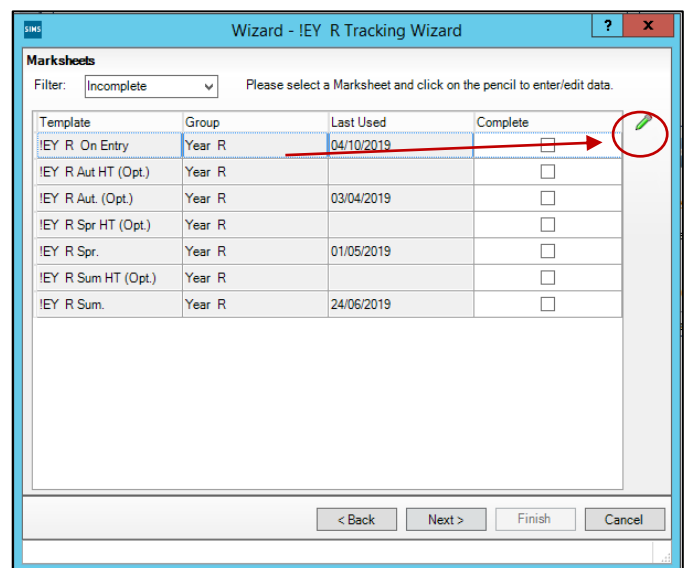 SIMS Wizard - !EY R Tracking Wizard ? x
Marksheets
Filter: Incomplete Please select a Marksheet and click on the pencil to enter/edit data.
Template Group Last Used Complete
!EY R On Entry Year R 04/10/2019
!EY R Aut HT (Opt.) Year R
!EY R Aut. (Opt.) Year R 03/04/2019
!EY R Spr HT (Opt.) Year R
!EY R Spr. Year R 01/05/2019
!EY R Sum HT (Opt.) Year R
!EY R Sum. Year R 24/06/2019
< Back Next > Finish Cancel